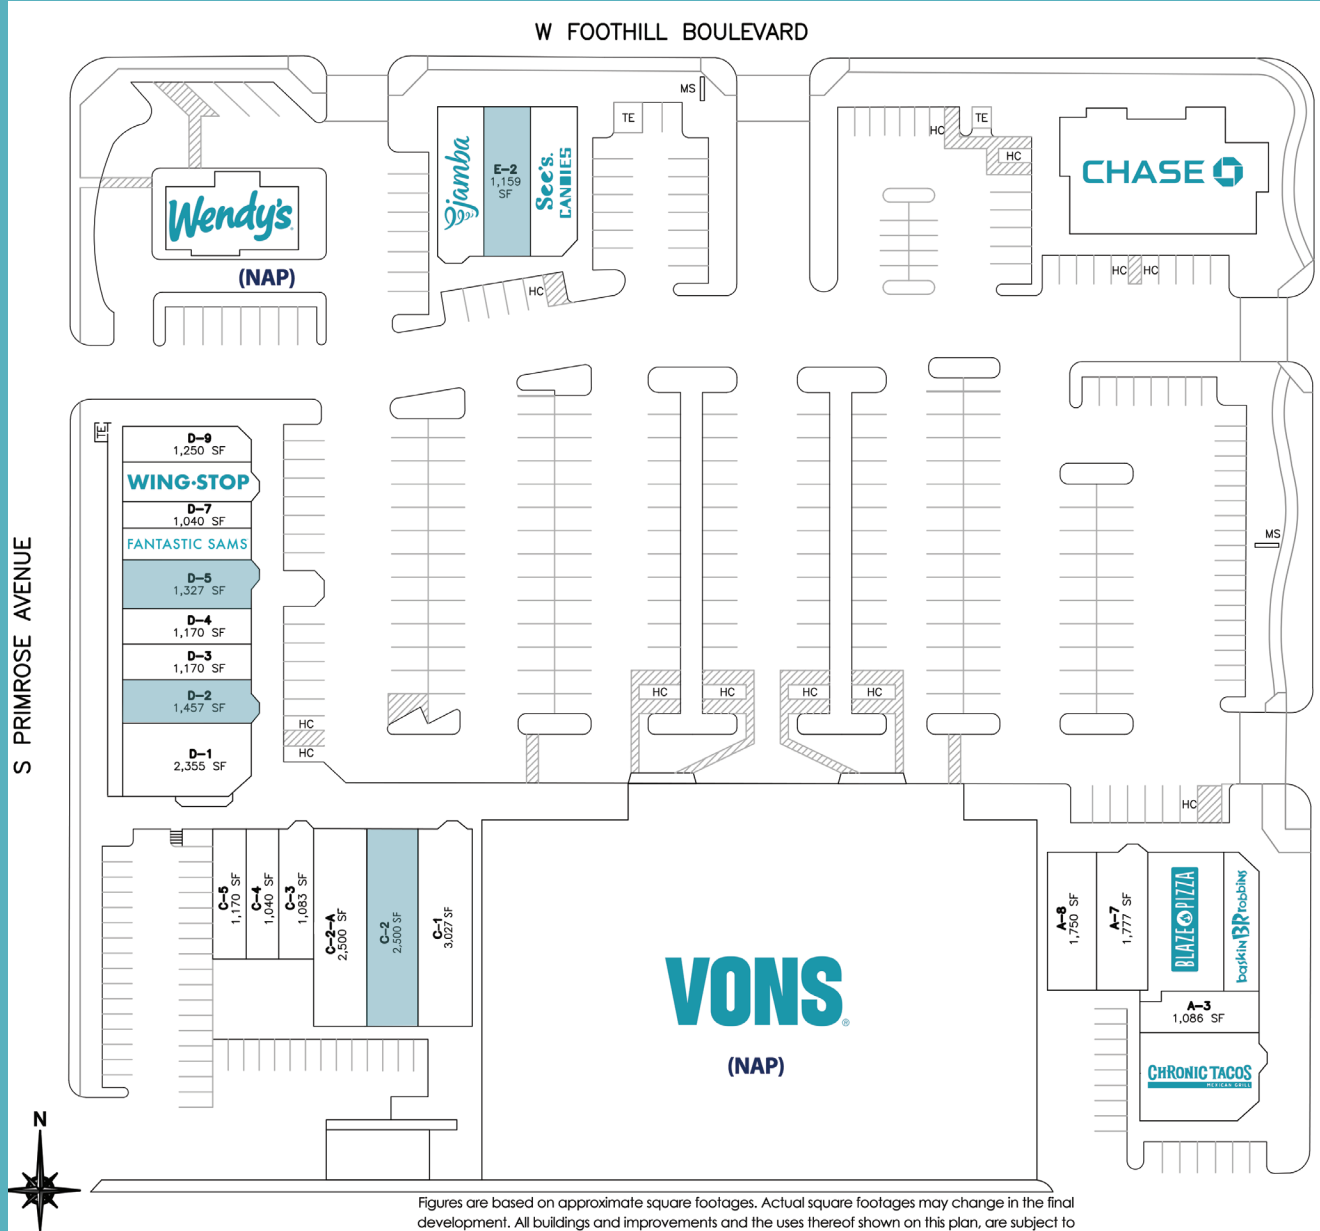 W FOOTHILL BOULEVARD
MS
TE
TE
HC
HC
Wendy's
(NAP)
jamba
E-2
1,159
SF
See's
CANDIES
CHASE
HC
HC
HC
S PRIMROSE AVENUE
TE
D-9
1,250 SF
WING·STOP
D-7
1,040 SF
FANTASTIC SAMS
D-5
1,327 SF
D-4
1,170 SF
D-3
1,170 SF
D-2
1,457 SF
D-1
2,355 SF
HC
HC
HC
HC
HC
HC
MS
HC
C-5
1,170 SF
C-4
1,040 SF
C-3
1,083 SF
C-2-A
2,500 SF
C-2
2,500 SF
C-1
3,027 SF
VONS®
(NAP)
A-8
1,750 SF
A-7
1,777 SF
BLAZE PIZZA
baskin BR robbins
A-3
1,086 SF
CHRONIC TACOS
MEXICAN GRILL
N
Figures are based on approximate square footages. Actual square footages may change in the final
development. All buildings and improvements and the uses thereof shown on this plan, are subject to